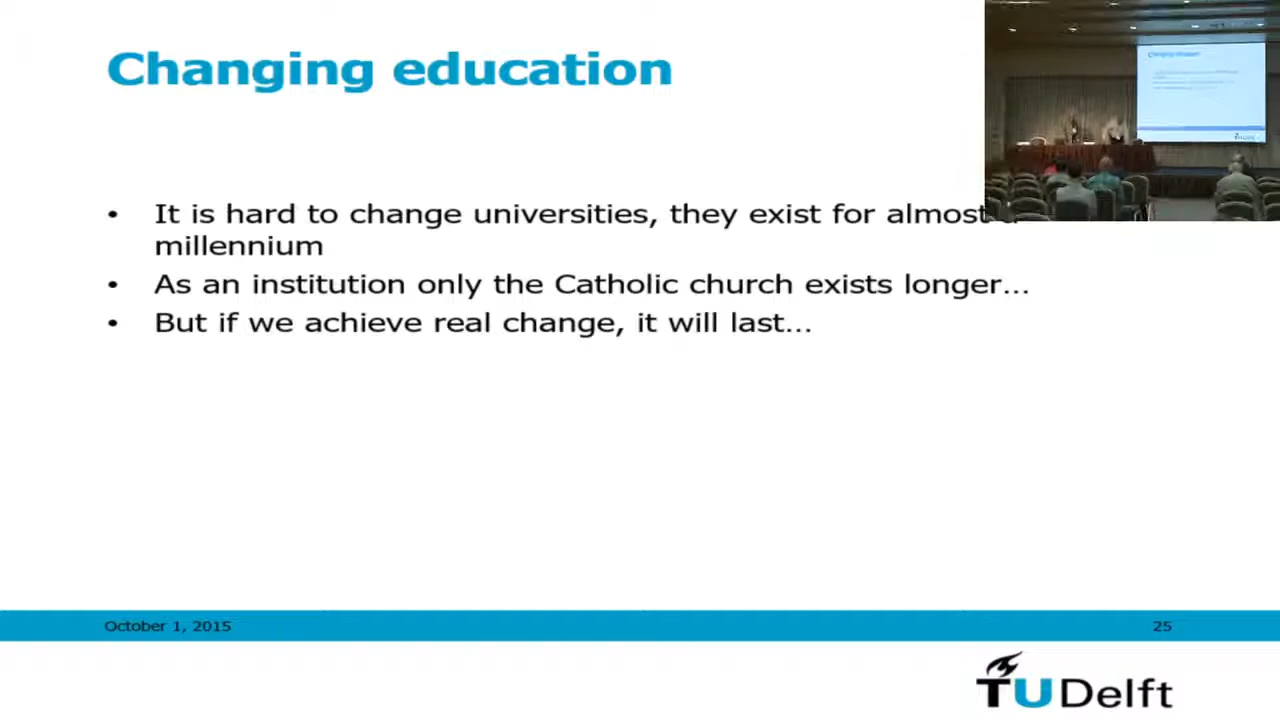 Changing education
• It is hard to change universities, they exist for almost a
millennium
• As an institution only the Catholic church exists longer...
• But if we achieve real change, it will last...
October 1, 2015
25
TU Delft